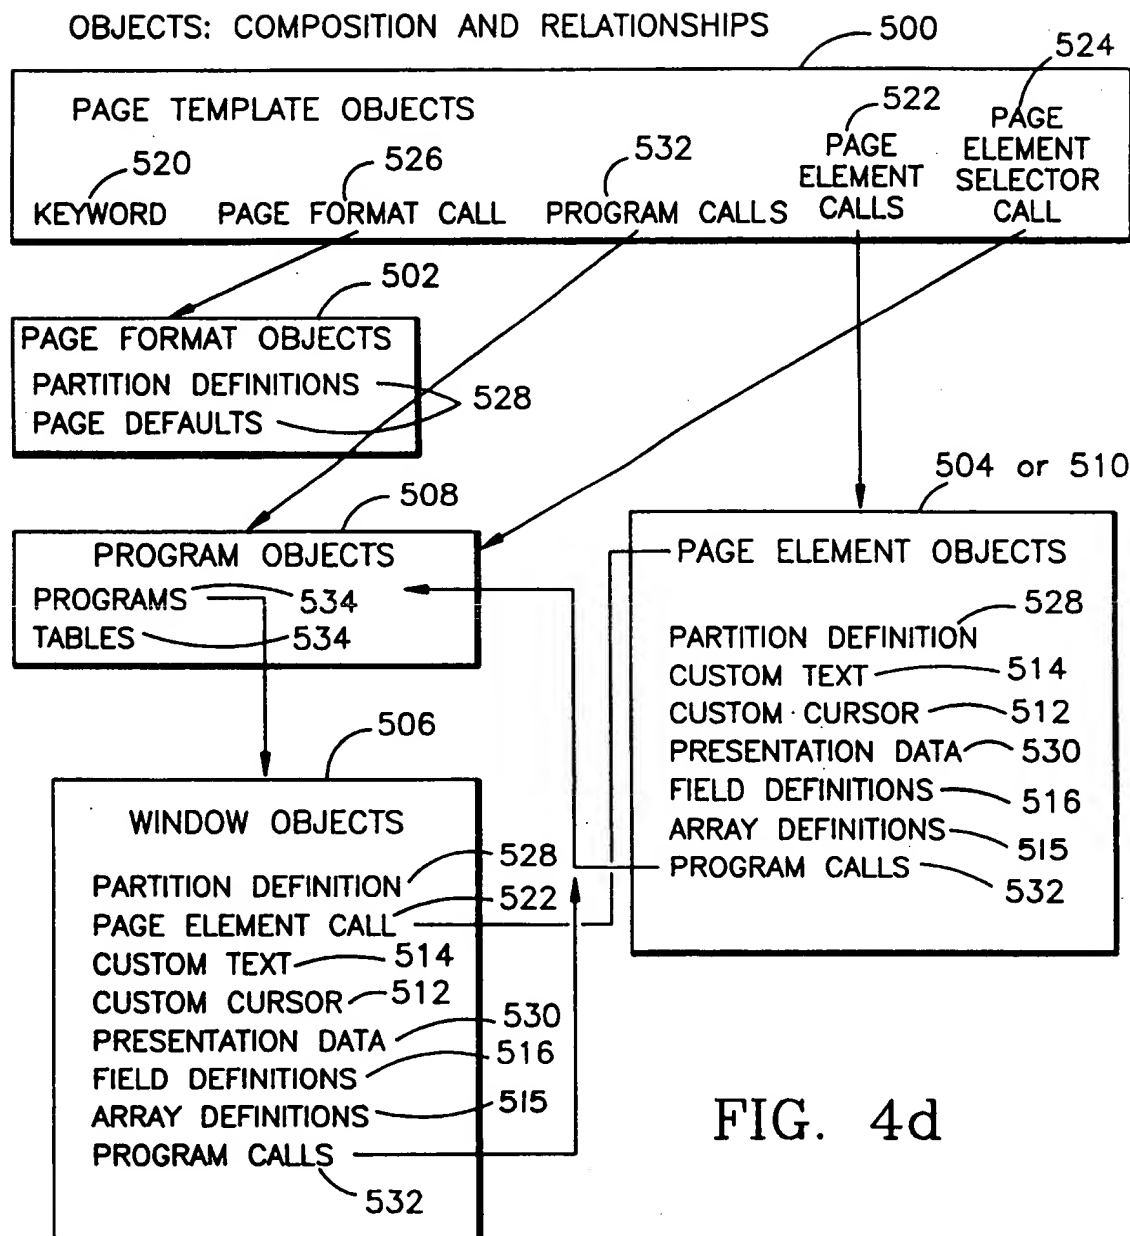 OBJECTS: COMPOSITION AND RELATIONSHIPS
500
524
PAGE TEMPLATE OBJECTS
522
PAGE
ELEMENT
SELECTOR
CALL
PAGE
ELEMENT
CALLS
520
526
532
KEYWORD
PAGE FORMAT CALL
PROGRAM CALLS
502
PAGE FORMAT OBJECTS
PARTITION DEFINITIONS
PAGE DEFAULTS
528
508
PROGRAM OBJECTS
PROGRAMS
534
TABLES
534
504 or 510
PAGE ELEMENT OBJECTS
528
PARTITION DEFINITION
CUSTOM TEXT 514
CUSTOM CURSOR 512
PRESENTATION DATA 530
FIELD DEFINITIONS 516
ARRAY DEFINITIONS 515
PROGRAM CALLS 532
506
WINDOW OBJECTS
PARTITION DEFINITION 528
PAGE ELEMENT CALL 522
CUSTOM TEXT 514
CUSTOM CURSOR 512
PRESENTATION DATA 530
FIELD DEFINITIONS 516
ARRAY DEFINITIONS 515
PROGRAM CALLS
532
FIG. 4d